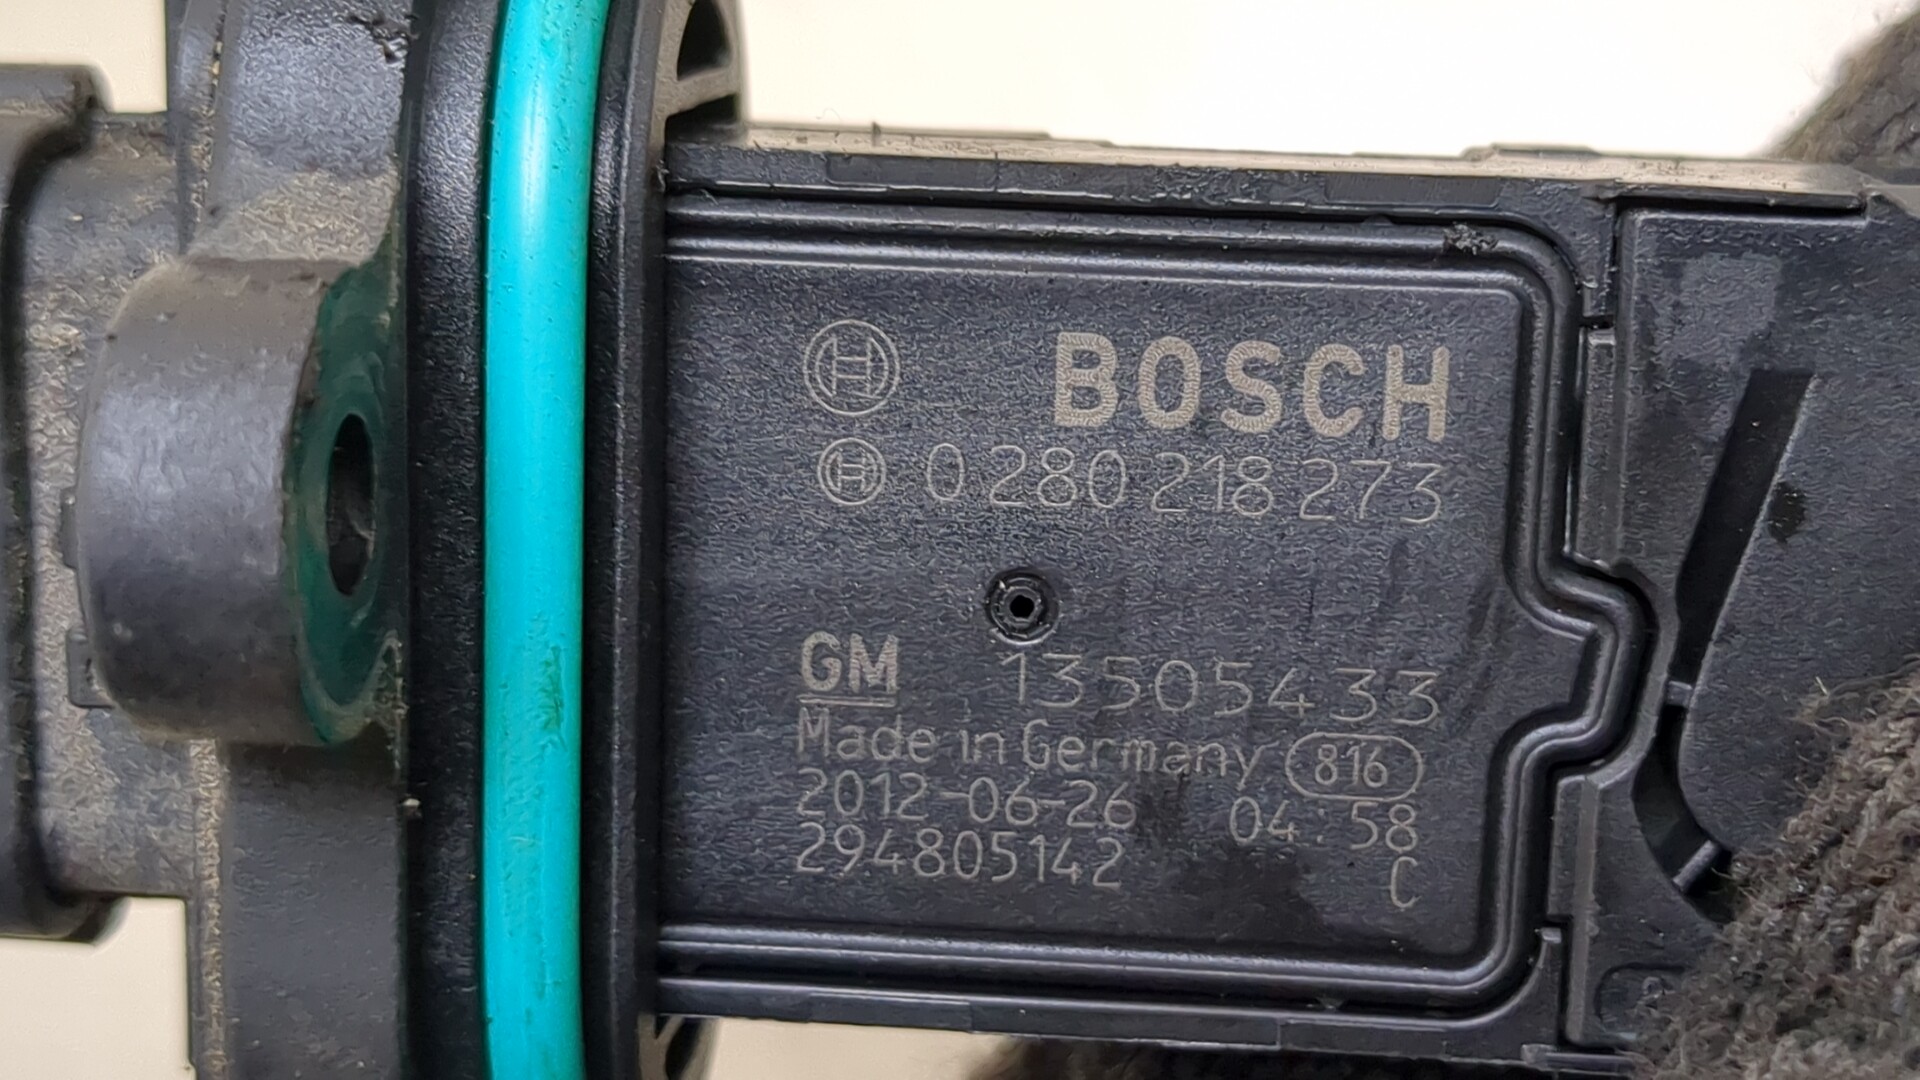 BOSCH
0 280 218 273
GM 13505433
Made in Germany 816
2012-06-26 04:58
294805142 C